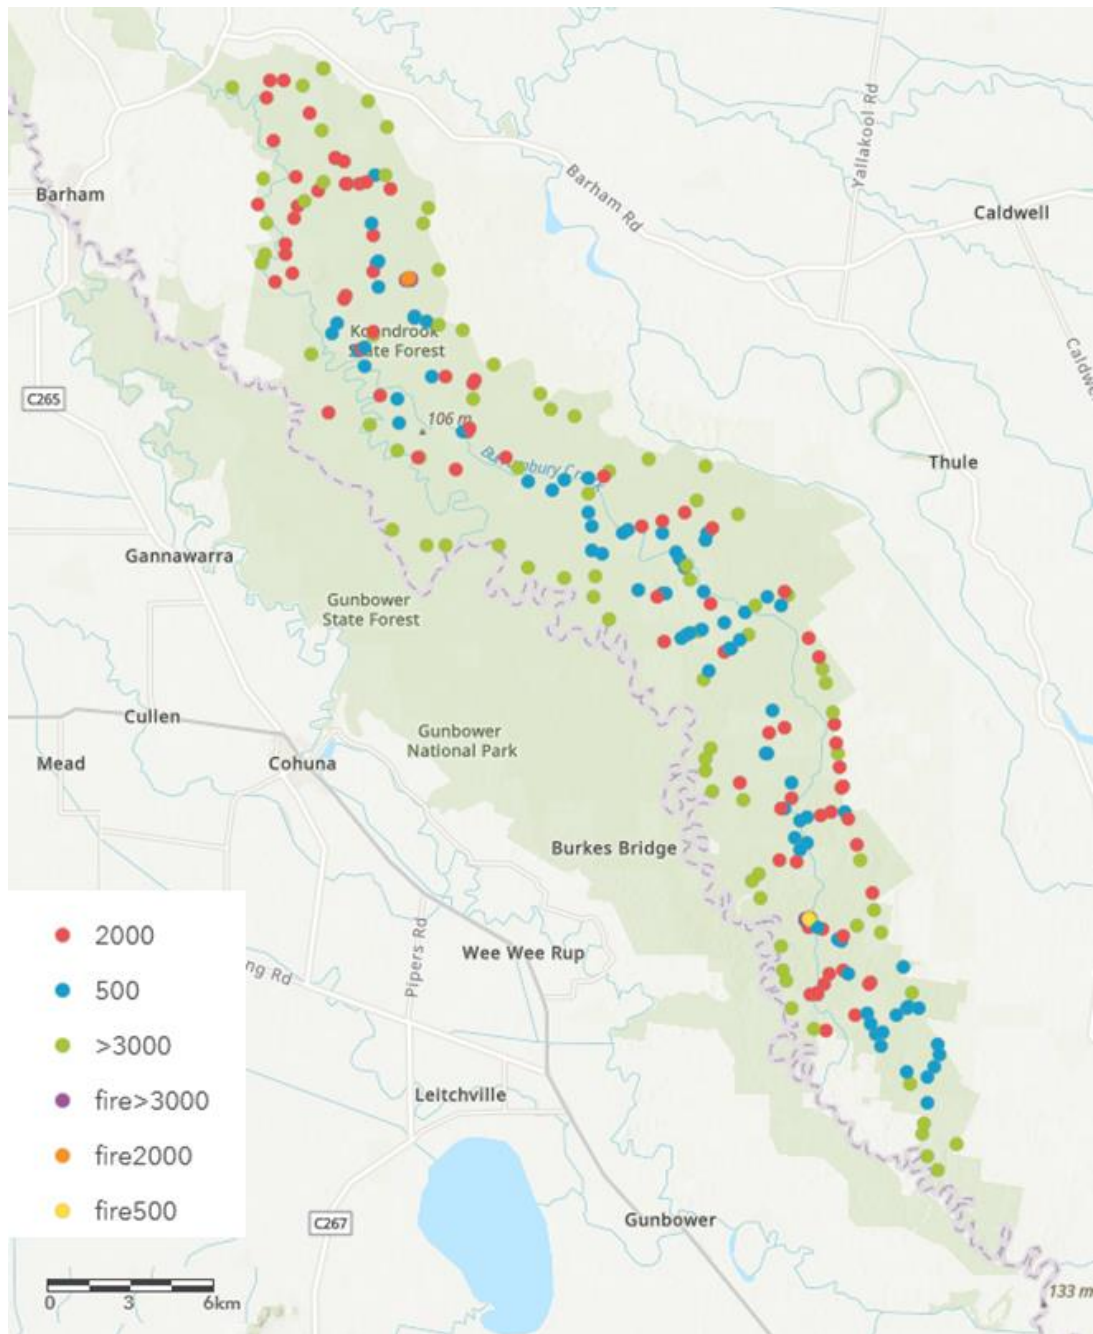 Yallakool Rd
Barham
Barham Rd
Caldwell
Koondrook
State Forest
C265
106 m
Thule
Gannawarra
Gunbower
State Forest
Cullen
Gunbower
National Park
Mead
Cohuna
Burkes Bridge
2000
500
>3000
fire>3000
fire2000
fire500
ng Rd
Pipers Rd
Wee Wee Rup
Leitchville
C267
Gunbower
0 3 6km
133 m